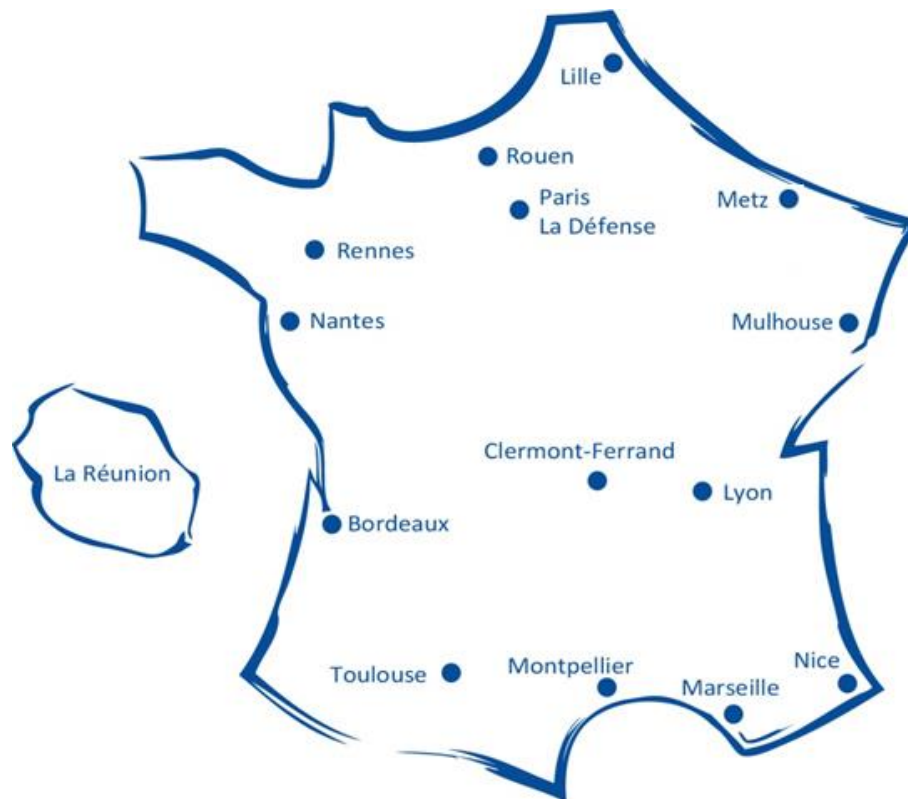 Lille
Rouen
Paris
La Défense
Metz
Rennes
Nantes
Mulhouse
Clermont-Ferrand
La Réunion
Lyon
Bordeaux
Toulouse
Montpellier
Nice
Marseille